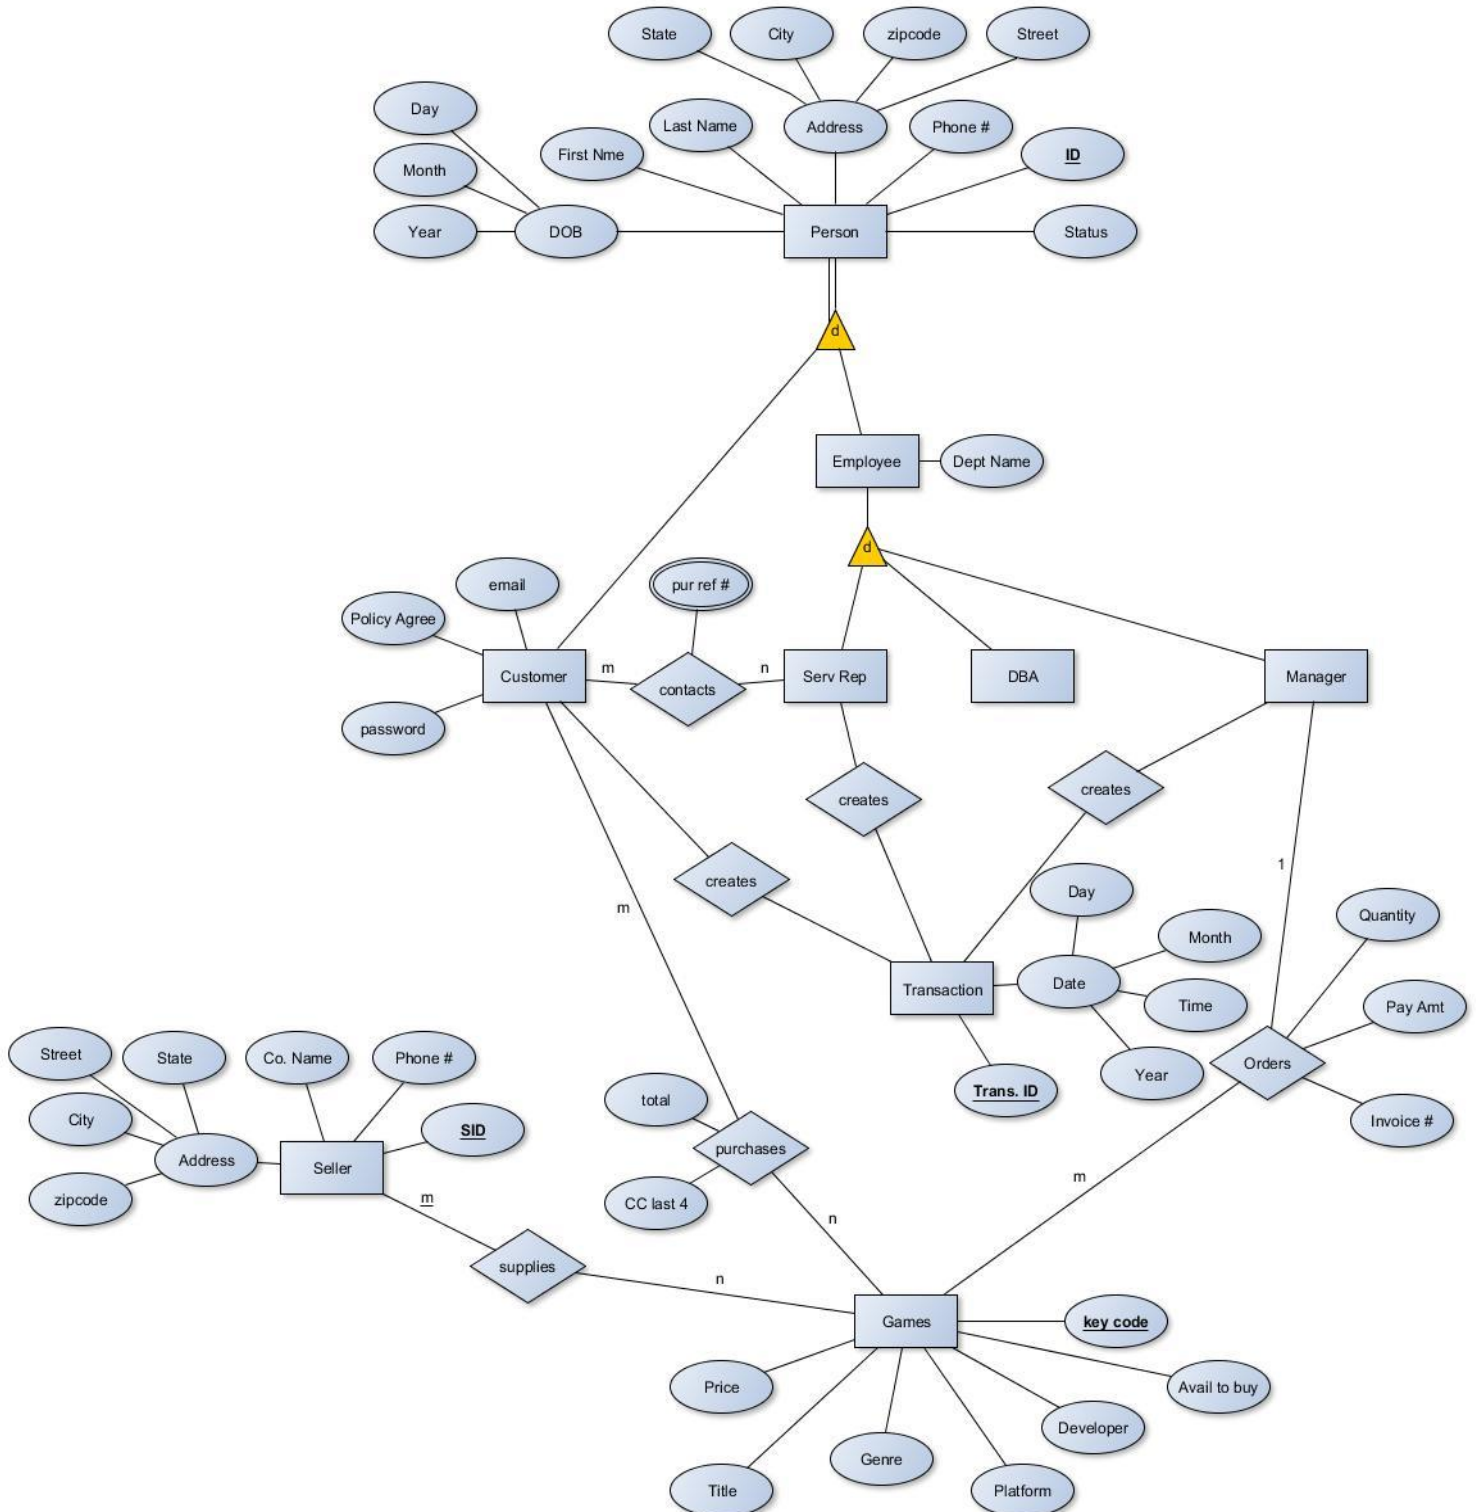 State
City
zipcode
Street
Day
Last Name
Address
Phone #
First Nme
ID
Month
Year
DOB
Person
Status
d
Employee
Dept Name
d
email
pur ref #
Policy Agree
Customer
m
contacts
n
Serv Rep
DBA
Manager
password
creates
creates
creates
1
Day
m
Quantity
Month
Transaction
Date
Time
Pay Amt
Street
State
Co. Name
Phone #
Orders
Year
Trans. ID
total
City
SID
Invoice #
Address
Seller
purchases
m
zipcode
m
CC last 4
n
supplies
n
Games
key code
Price
Avail to buy
Developer
Genre
Title
Platform